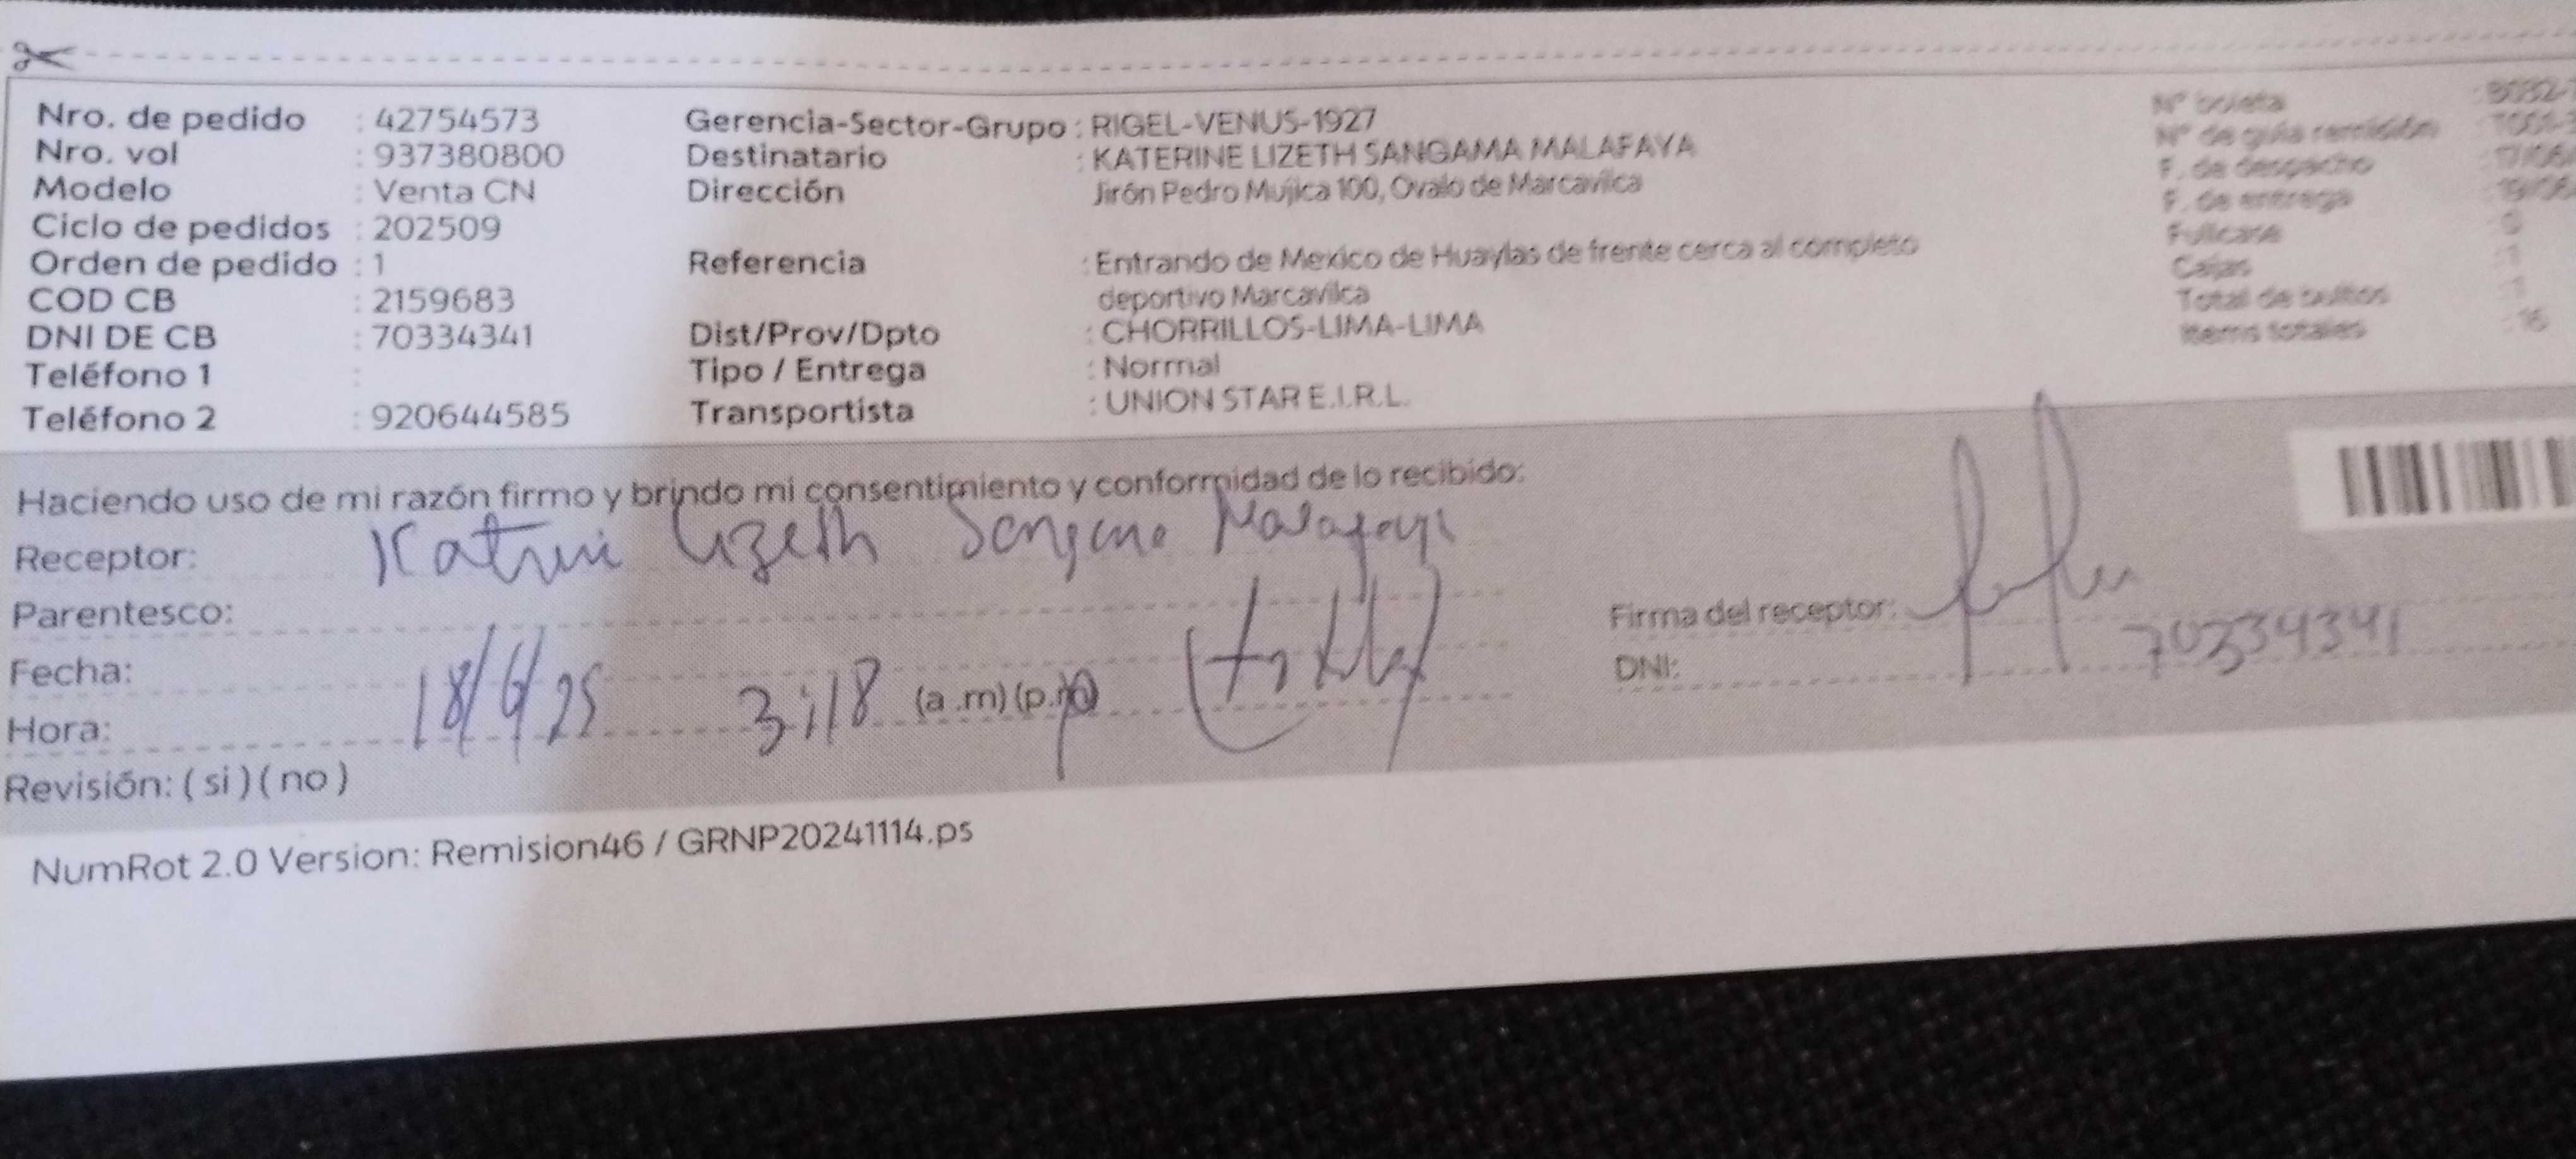 Nro. de pedido : 42754573
Nro. vol : 937380800
Modelo : Venta CN
Ciclo de pedidos : 202509
Orden de pedido : 1
COD CB : 2159683
DNI DE CB : 70334341
Teléfono 1 :
Teléfono 2 : 920644585
Gerencia-Sector-Grupo : RIGEL-VENUS-1927
Destinatario : KATERINE LIZETH SANGAMA MALAFAYA
Dirección Jirón Pedro Mujica 100, Ovalo de Marcavilca
Referencia : Entrando de Mexico de Huaylas de frente cerca al completo
deportivo Marcavilca
Dist/Prov/Dpto : CHORRILLOS-LIMA-LIMA
Tipo / Entrega : Normal
Transportista : UNION STAR E.I.R.L.
N° boleta
N° de guía remisión
F. de despacho
F. de entrega
Fullcase
Cajas : 1
Total de bultos : 1
Items totales : 16
Haciendo uso de mi razón firmo y brindo mi consentimiento y conformidad de lo recibido:
Receptor: Lizeth Malafaya
Parentesco:
Fecha: 18/6/25
Hora: 3:18 (a .m) (p.m)
Revisión: ( si ) ( no )
Firma del receptor:
DNI: 70334341
NumRot 2.0 Version: Remision46 / GRNP20241114.ps